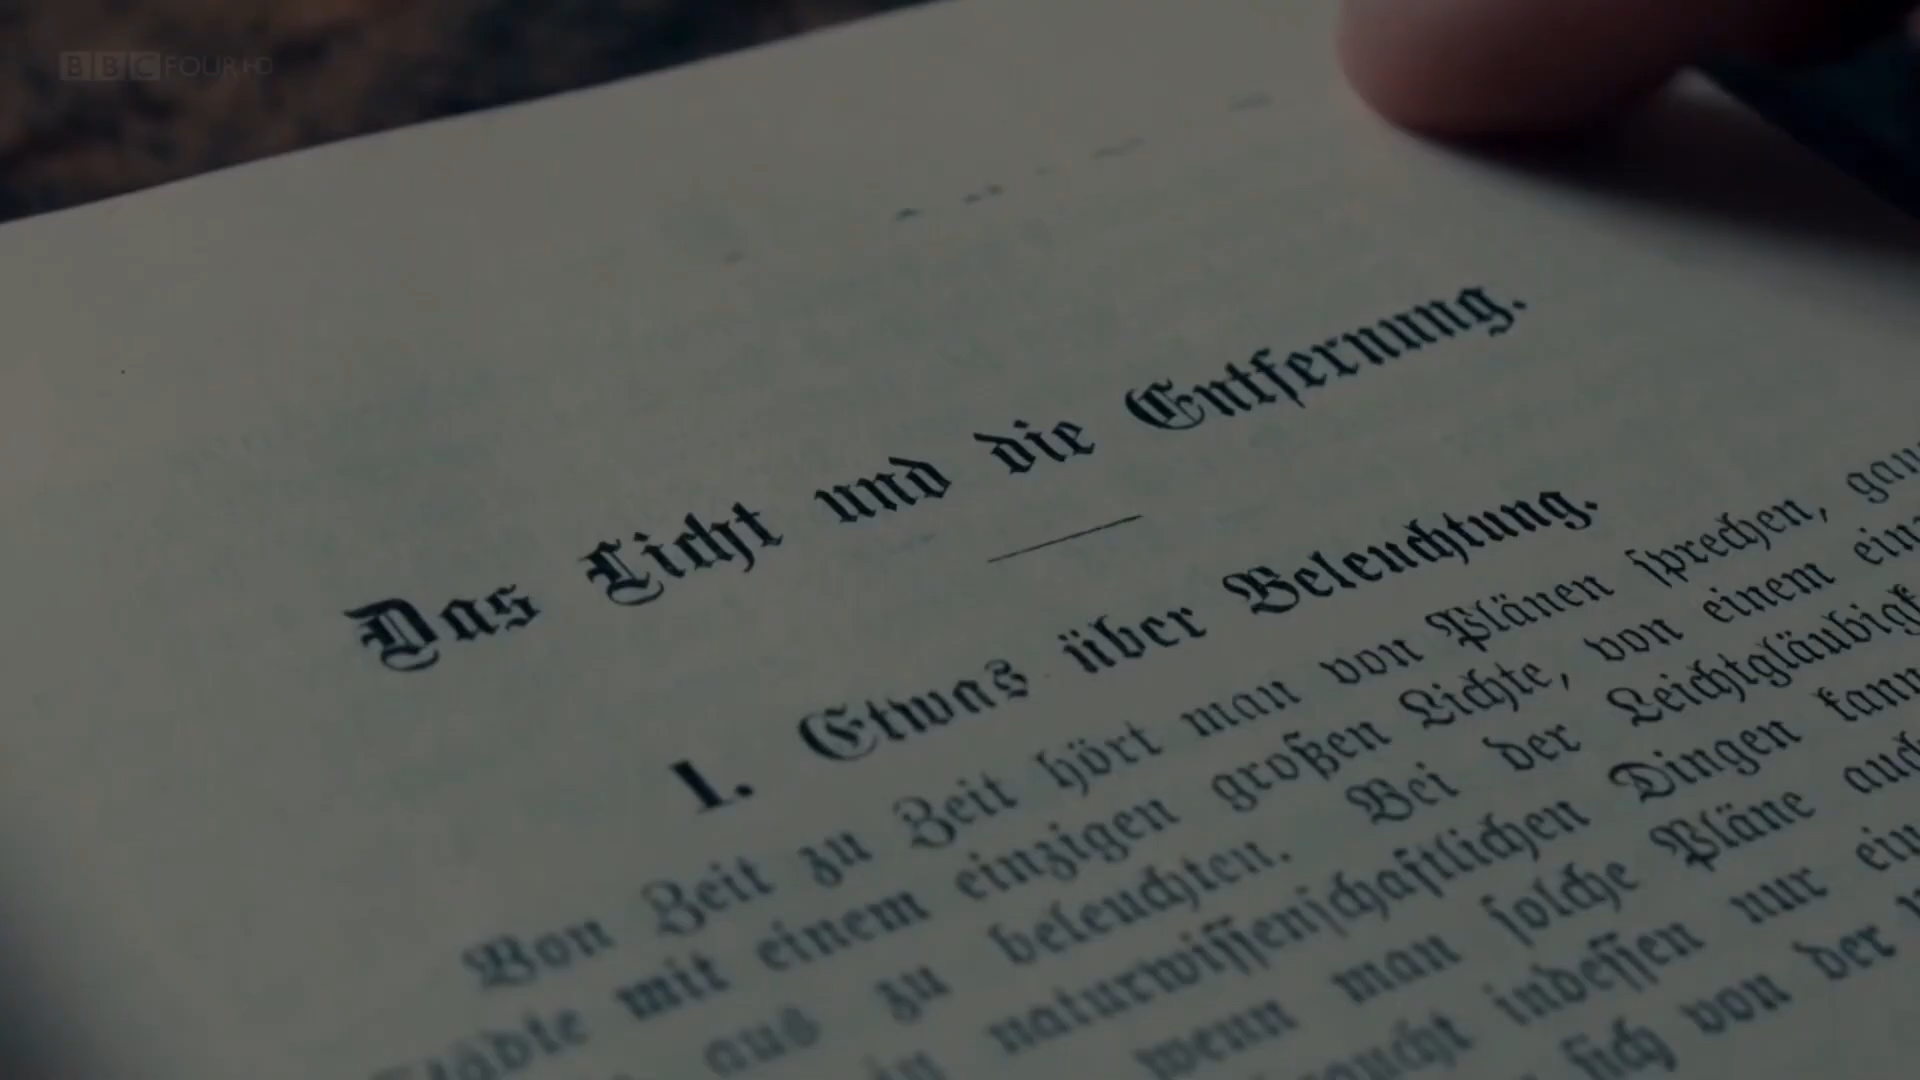 BBC FOUR HD
Das Licht und die Entfernung.
I. Etwas über Beleuchtung.
Von Zeit zu Zeit hört man von Plänen sprechen,
Städte mit einem einzigen großen Lichte, von einem
aus zu beleuchten. Bei der
naturwissenschaftlichen Dingen kann
wenn man solche Pläne
indessen nur
sich von der